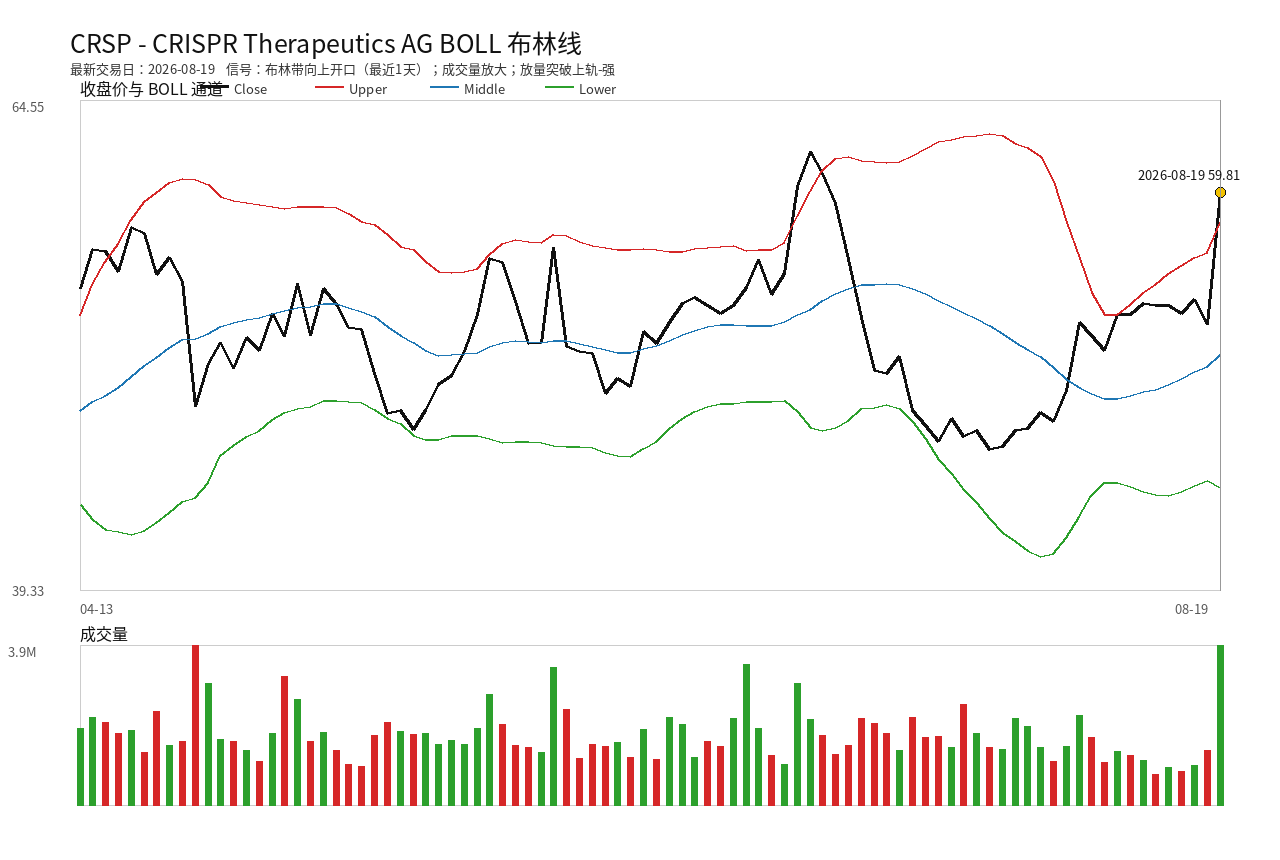 CRSP - CRISPR Therapeutics AG BOLL 布林线
最新交易日：2026-08-19 信号：布林带向上开口（最近1天）；成交量放大；放量突破上轨-强
收盘价与 BOLL 通道 Close Upper Middle Lower
64.55
2026-08-19 59.81
39.33
04-13 08-19
成交量
3.9M